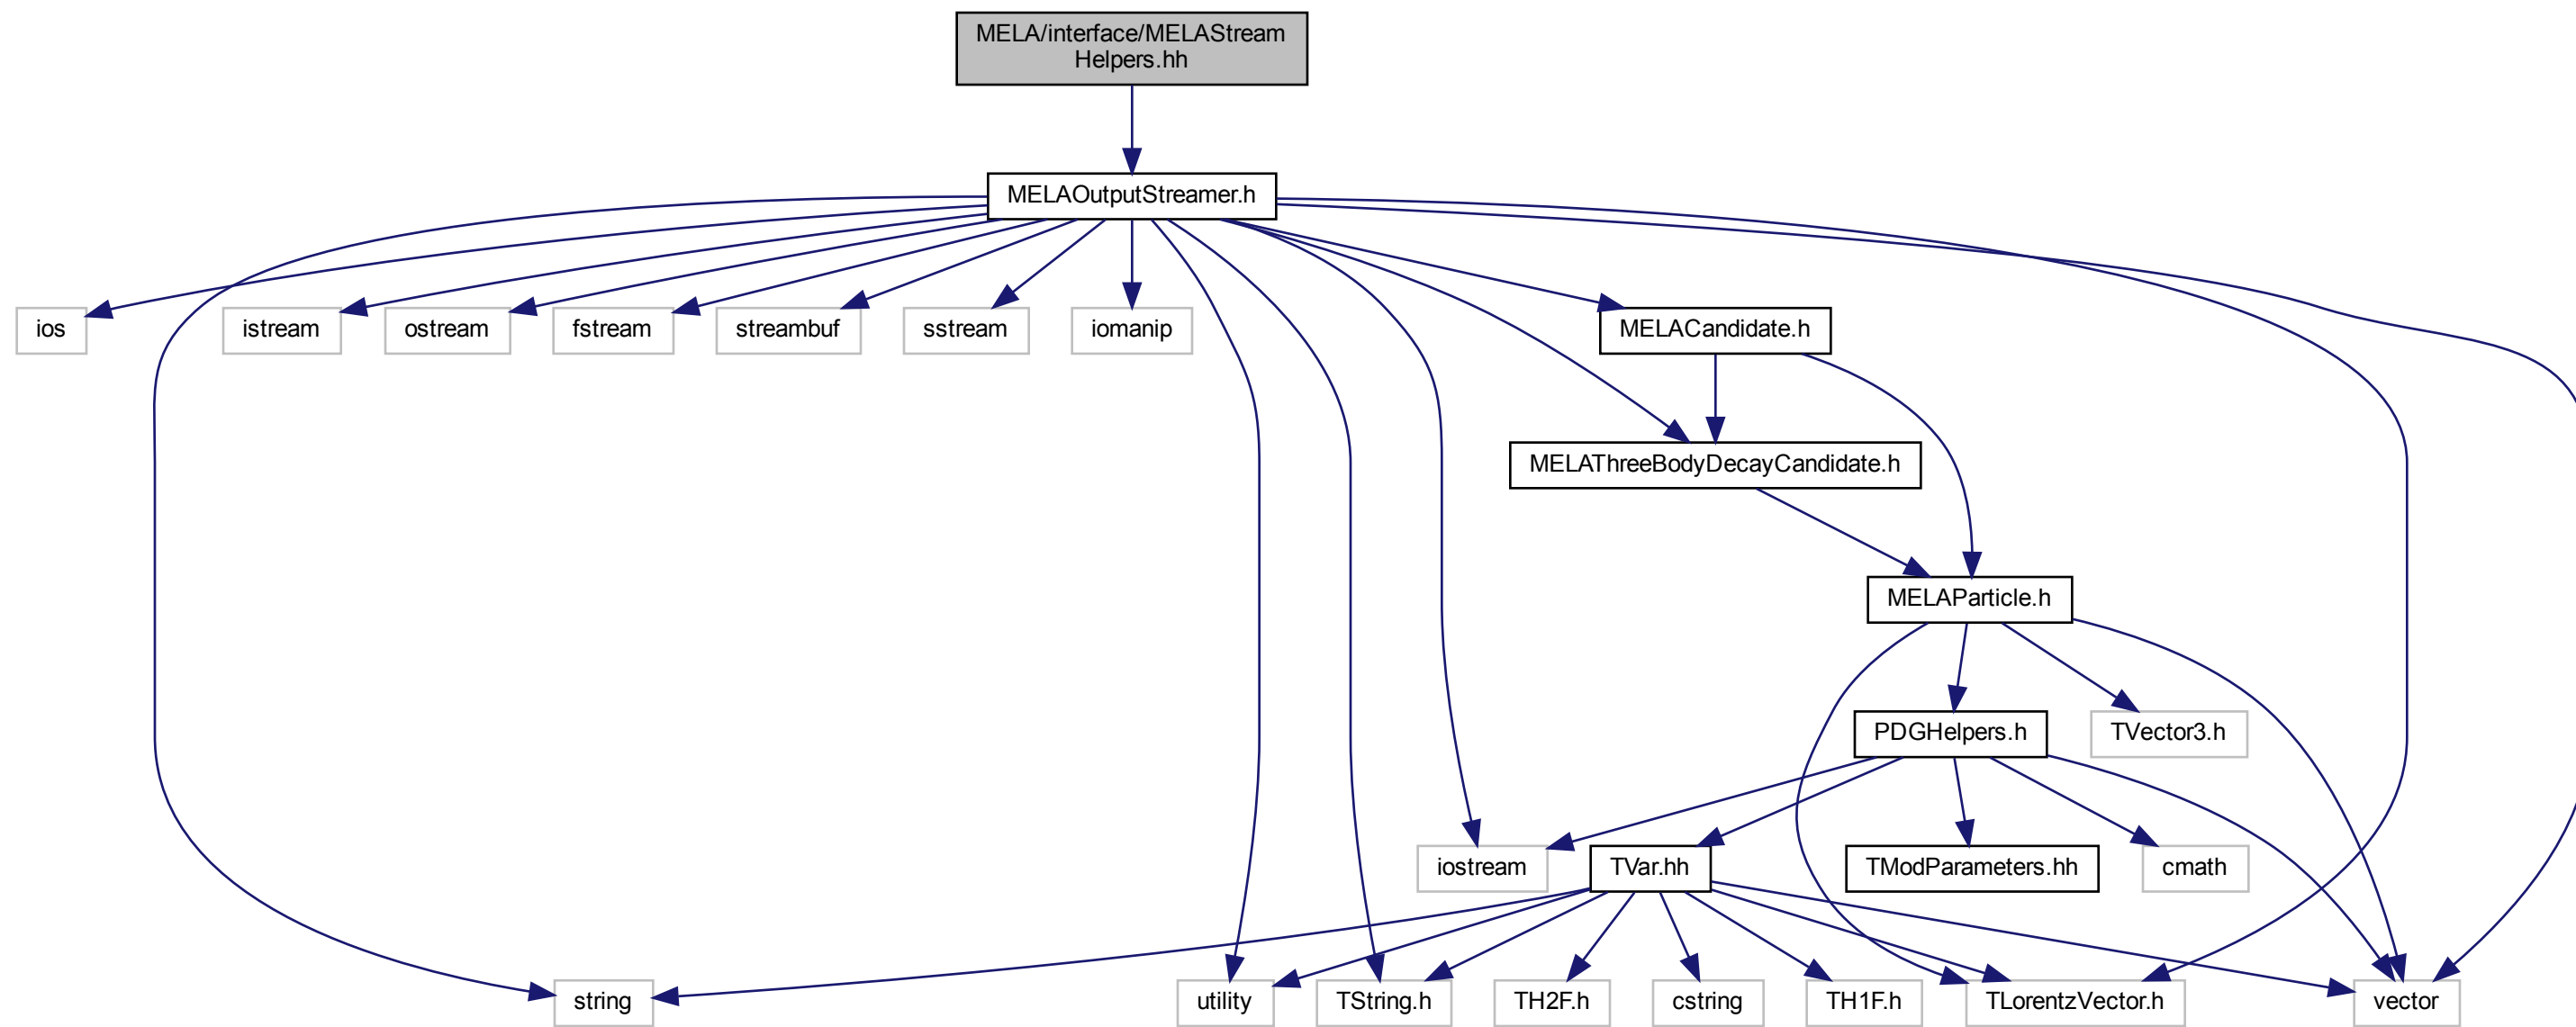 MELA/interface/MELAStream
Helpers.hh
MELAOutputStreamer.h
ios
istream
ostream
fstream
streambuf
sstream
iomanip
MELACandidate.h
MELAThreeBodyDecayCandidate.h
MELAParticle.h
PDGHelpers.h
TVector3.h
iostream
TVar.hh
TModParameters.hh
cmath
string
utility
TString.h
TH2F.h
cstring
TH1F.h
TLorentzVector.h
vector